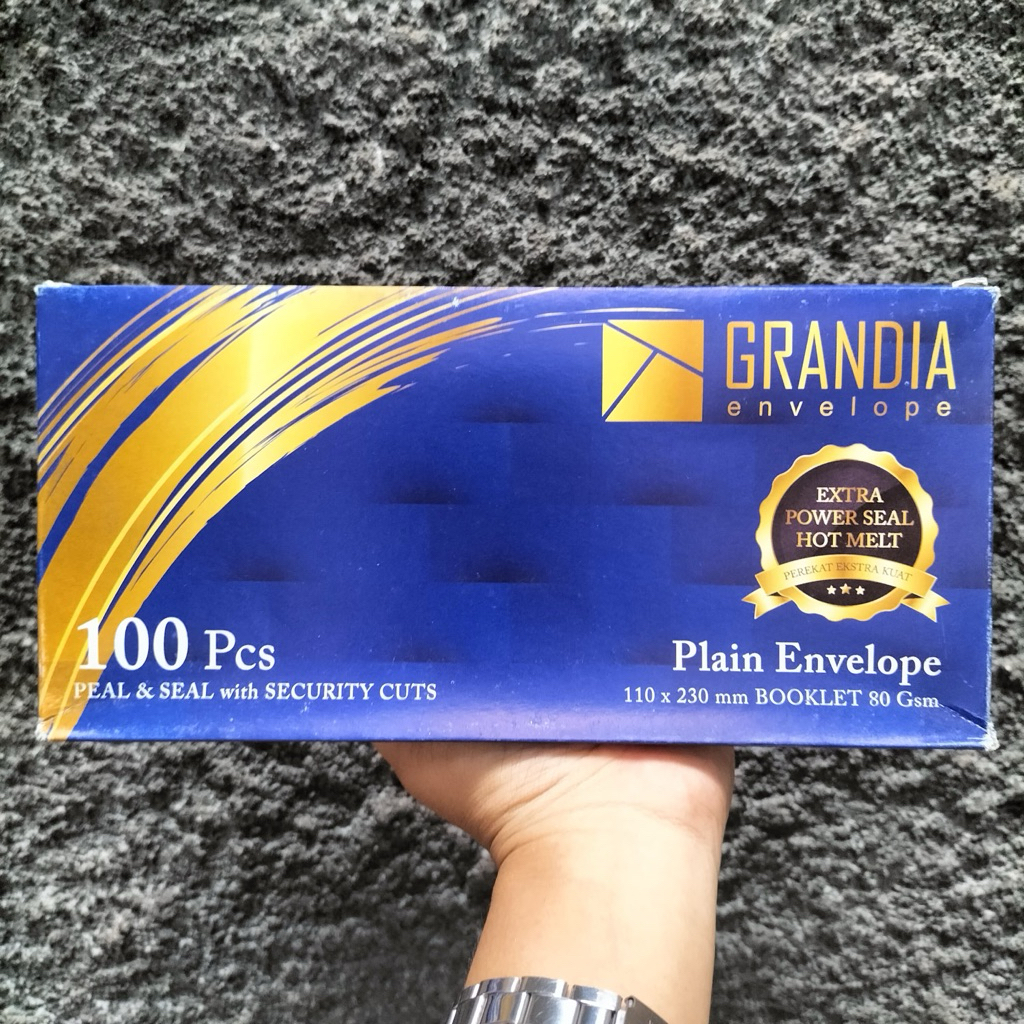 GRANDIA
envelope
EXTRA
POWER SEAL
HOT MELT
PEREKAT EKSTRA KUAT
100 Pcs
PEAL & SEAL with SECURITY CUTS
Plain Envelope
110 x 230 mm BOOKLET 80 Gsm